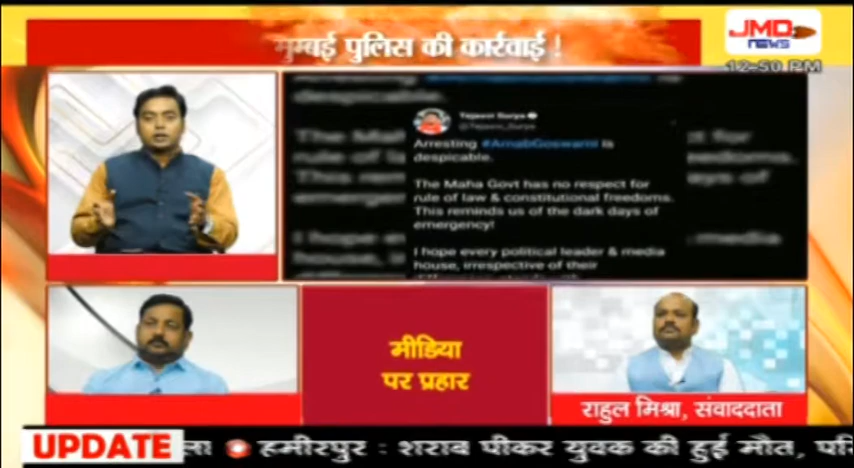 मुम्बई पुलिस की कार्रवाई !
JMD
NEWS
12:50 PM
Tejasvi Surya
@Tejasvi_Surya
Arresting #ArnabGoswami is
despicable.
The Maha Govt has no respect for
rule of law & constitutional freedoms.
This reminds us of the dark days of
emergency!
I hope every political leader & media
house, irrespective of their
मीडिया
पर प्रहार
राहुल मिश्रा, संवाददाता
UPDATE ला हमीरपुर : शराब पीकर युवक की हुई मौत, परि